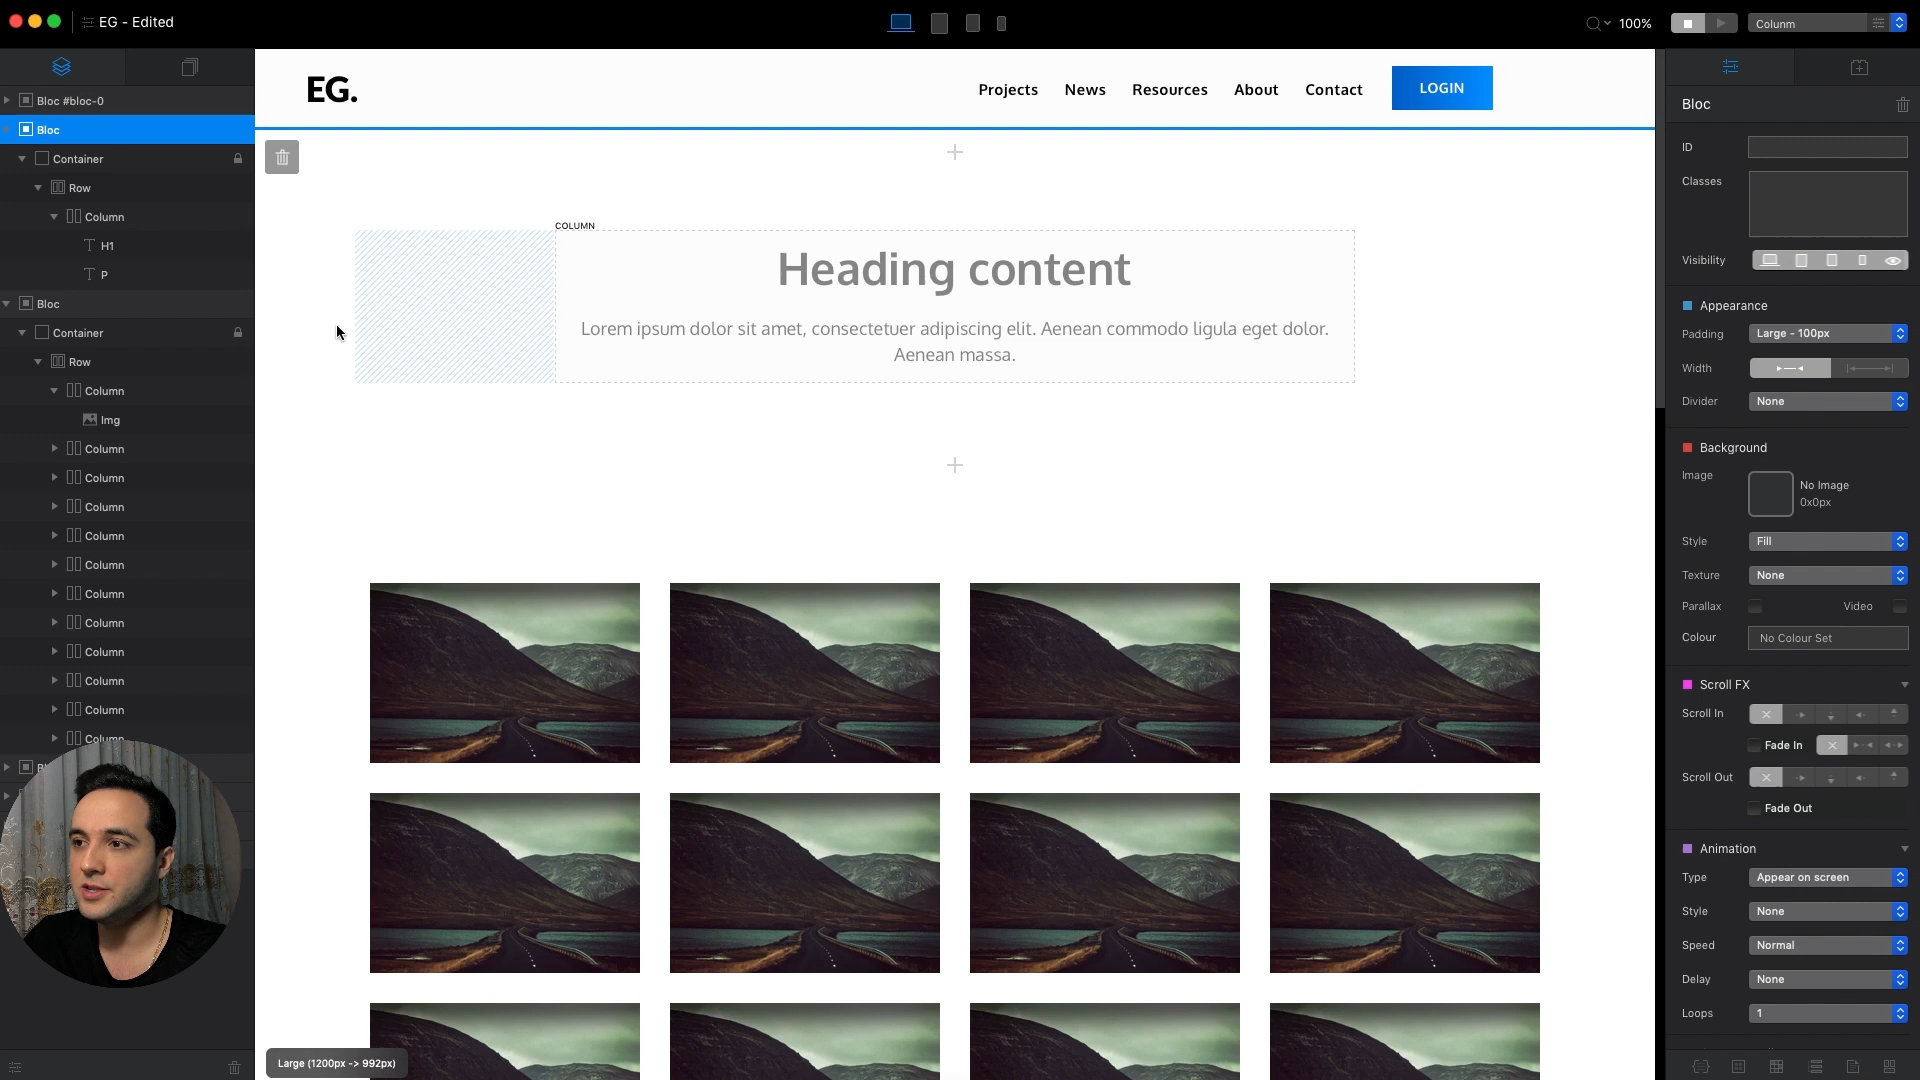 EG - Edited
100%
Colunm
Bloc #bloc-0
Bloc
Container
Row
Column
H1
P
Bloc
Container
Row
Column
Img
Column
Column
Column
Column
Column
Column
Column
Column
Column
Column
Column
EG.
Projects
News
Resources
About
Contact
LOGIN
COLUMN
Heading content
Lorem ipsum dolor sit amet, consectetuer adipiscing elit. Aenean commodo ligula eget dolor.
Aenean massa.
Large (1200px -> 992px)
Bloc
ID
Classes
Visibility
Appearance
Padding Large - 100px
Width
Divider None
Background
Image
No Image
0x0px
Style Fill
Texture None
Parallax Video
Colour No Colour Set
Scroll FX
Scroll In
Fade In
Scroll Out
Fade Out
Animation
Type Appear on screen
Style None
Speed Normal
Delay None
Loops 1